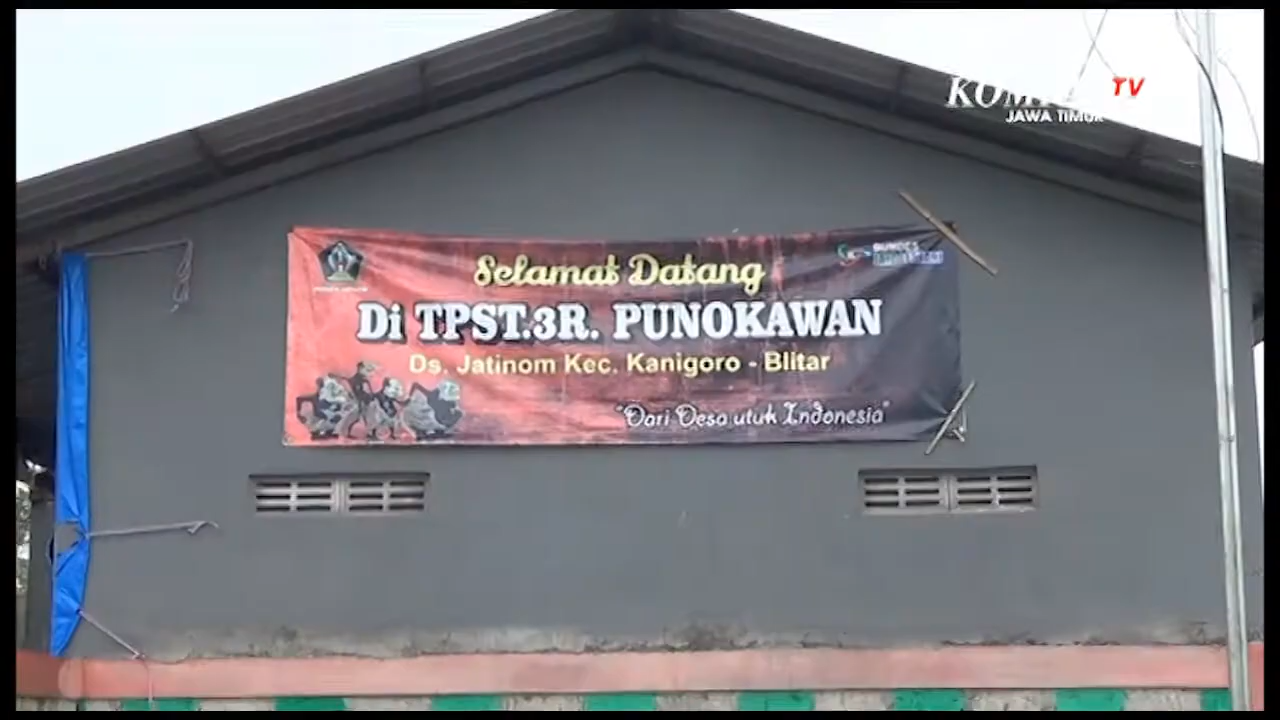 TV
JAWA TIMUR
Selamat Datang
Di TPST.3R. PUNOKAWAN
Ds. Jatinom Kec. Kanigoro - Blitar
"Dari Desa utuk Indonesia"